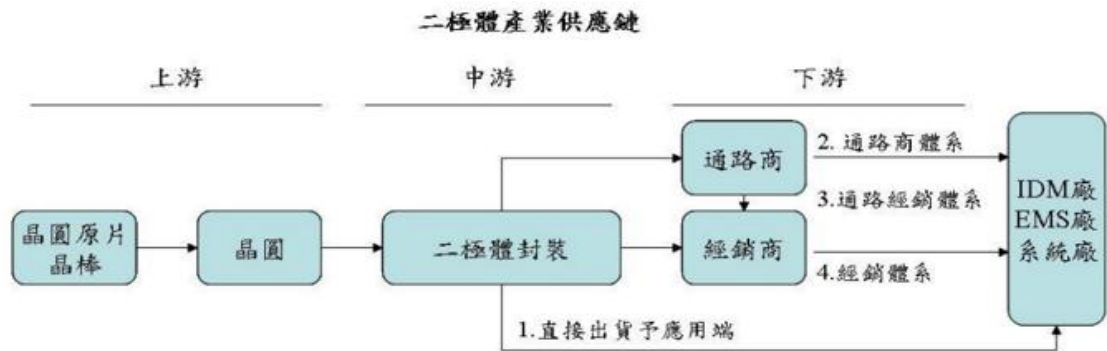 二極體產業供應鏈
上游
中游
下游
通路商
2. 通路商體系
3.通路經銷體系
晶圓原片
晶棒
晶圓
二極體封裝
經銷商
4.經銷體系
IDM廠
EMS廠
系統廠
1.直接出貨予應用端